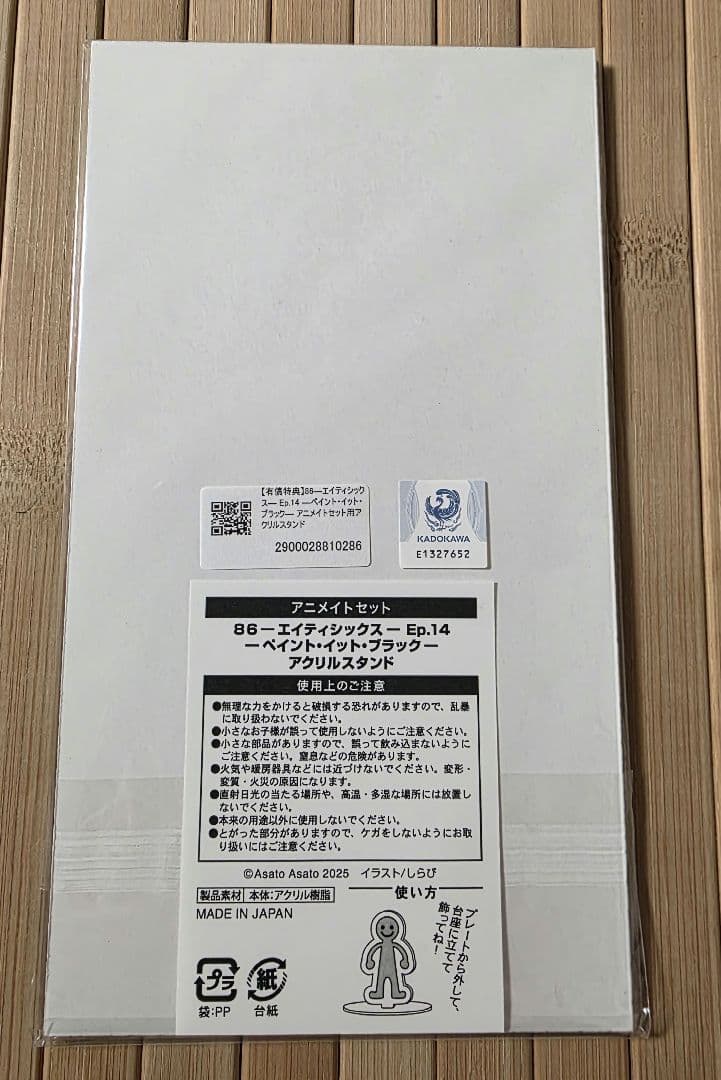 【有償特典】86―エイティシック
ス― Ep.14 ―ペイント・イット・
ブラック― アニメイトセット用ア
クリルスタンド
2900028810286
KADOKAWA
E1327652
アニメイトセット
86―エイティシックス― Ep.14
―ペイント・イット・ブラック―
アクリルスタンド
使用上のご注意
●無理な力をかけると破損する恐れがありますので、乱暴
に取り扱わないでください。
●小さなお子様が誤って使用しないようにご注意ください。
●小さな部品がありますので、誤って飲み込まないように
ご注意ください。窒息などの危険があります。
●火気や暖房器具などには近づけないでください。変形・
変質・火災の原因になります。
●直射日光の当たる場所や、高温・多湿な場所には放置し
ないでください。
●本来の用途以外に使用しないでください。
●とがった部分がありますので、ケガをしないようにお取
り扱いにはご注意ください。
©Asato Asato 2025 イラスト/しらび
製品素材 本体:アクリル樹脂
MADE IN JAPAN
プラ
袋:PP
紙
台紙
使い方
プレートから外して、
台座に立てて
飾ってね！